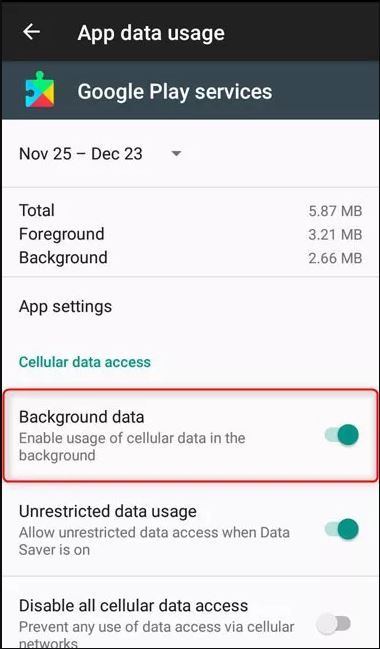 App data usage
Google Play services
Nov 25 – Dec 23
Total 5.87 MB
Foreground 3.21 MB
Background 2.66 MB
App settings
Cellular data access
Background data
Enable usage of cellular data in the
background
Unrestricted data usage
Allow unrestricted data access when Data
Saver is on
Disable all cellular data access
Prevent any use of data access via cellular
networks